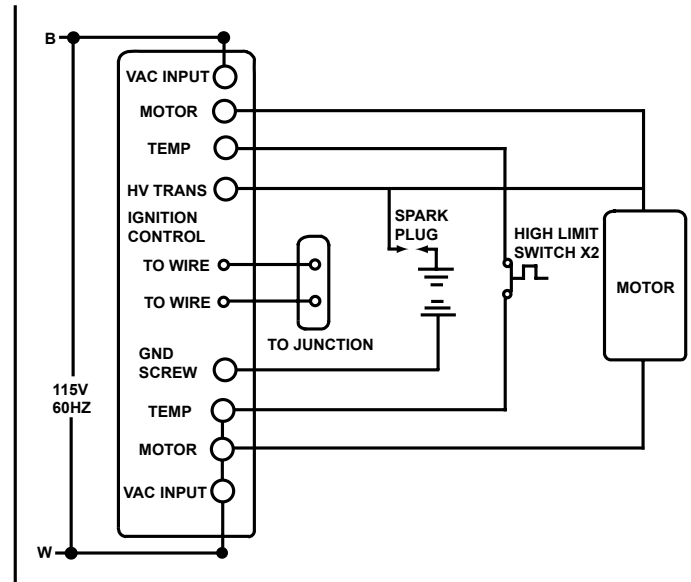 B
VAC INPUT
MOTOR
TEMP
HV TRANS
IGNITION
CONTROL
SPARK
PLUG
HIGH LIMIT
SWITCH X2
MOTOR
TO WIRE
TO WIRE
TO JUNCTION
GND
SCREW
115V
60HZ
TEMP
MOTOR
VAC INPUT
W